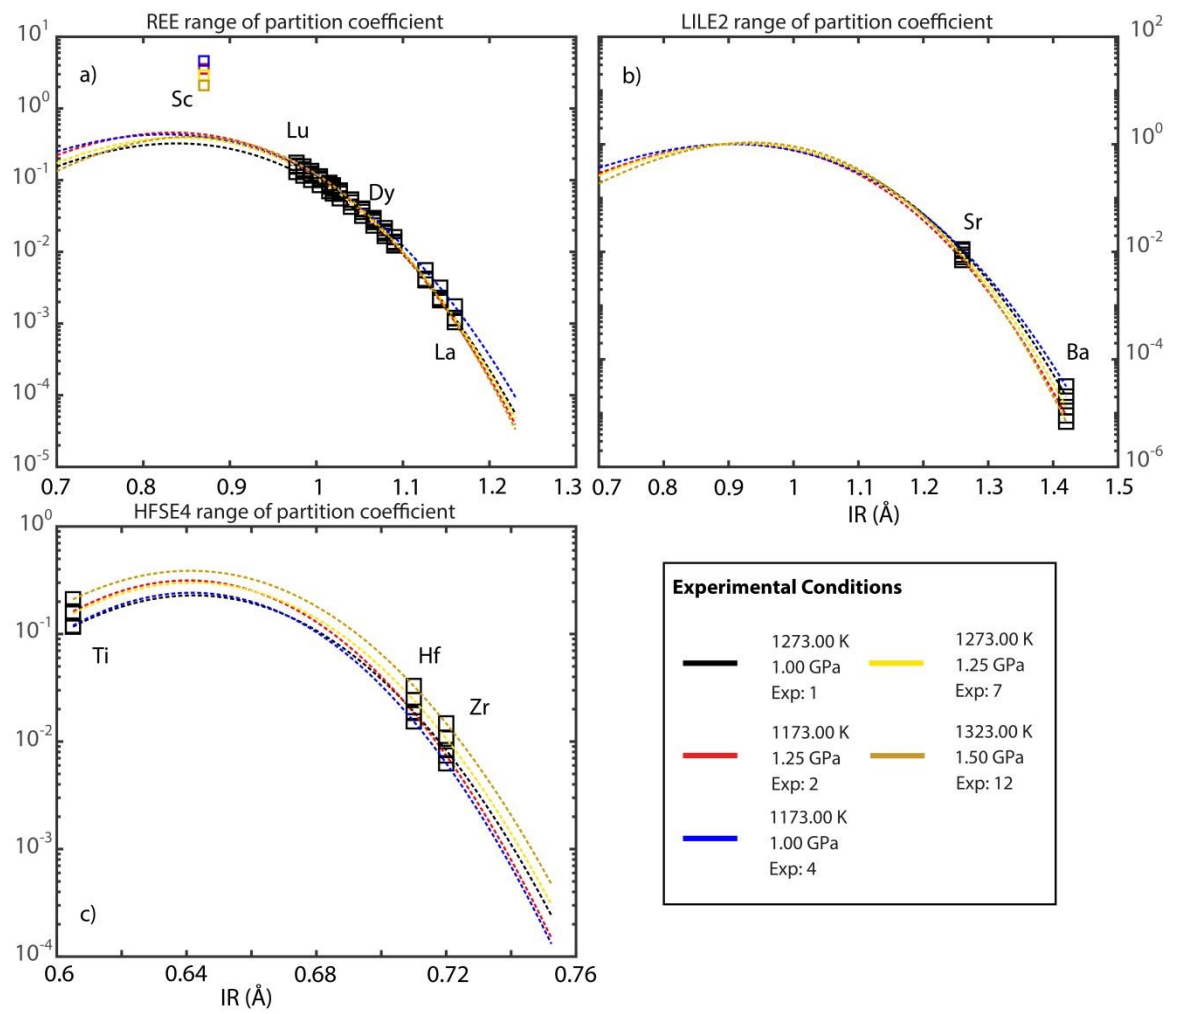 REE range of partition coefficient
10^1
10^0
10^-1
10^-2
10^-3
10^-4
10^-5
a)
Sc
Lu
Dy
La
0.7 0.8 0.9 1 1.1 1.2 1.3
LILE2 range of partition coefficient
b)
Sr
Ba
10^2
10^0
10^-2
10^-4
10^-6
0.7 0.8 0.9 1 1.1 1.2 1.3 1.4 1.5
IR (Å)
HFSE4 range of partition coefficient
10^0
10^-1
10^-2
10^-3
10^-4
Ti
Hf
Zr
c)
0.6 0.64 0.68 0.72 0.76
IR (Å)
Experimental Conditions
1273.00 K
1.00 GPa
Exp: 1
1173.00 K
1.25 GPa
Exp: 2
1173.00 K
1.00 GPa
Exp: 4
1273.00 K
1.25 GPa
Exp: 7
1323.00 K
1.50 GPa
Exp: 12